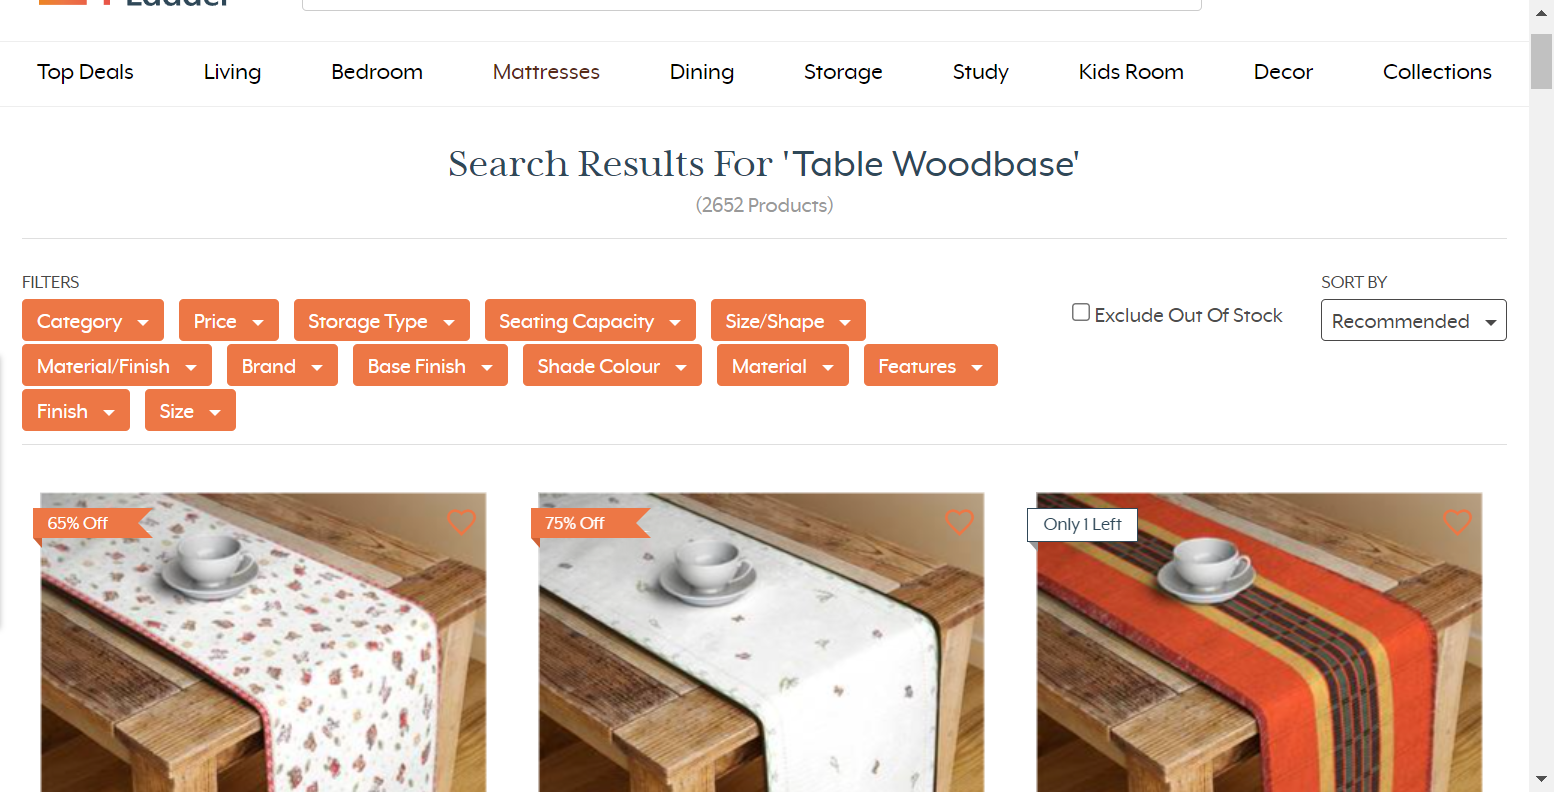 Ladder
Top Deals Living Bedroom Mattresses Dining Storage Study Kids Room Decor Collections
Search Results For 'Table Woodbase'
(2652 Products)
FILTERS
SORT BY
Category Price Storage Type Seating Capacity Size/Shape
Exclude Out Of Stock
Recommended
Material/Finish Brand Base Finish Shade Colour Material Features
Finish Size
65% Off
75% Off
Only 1 Left